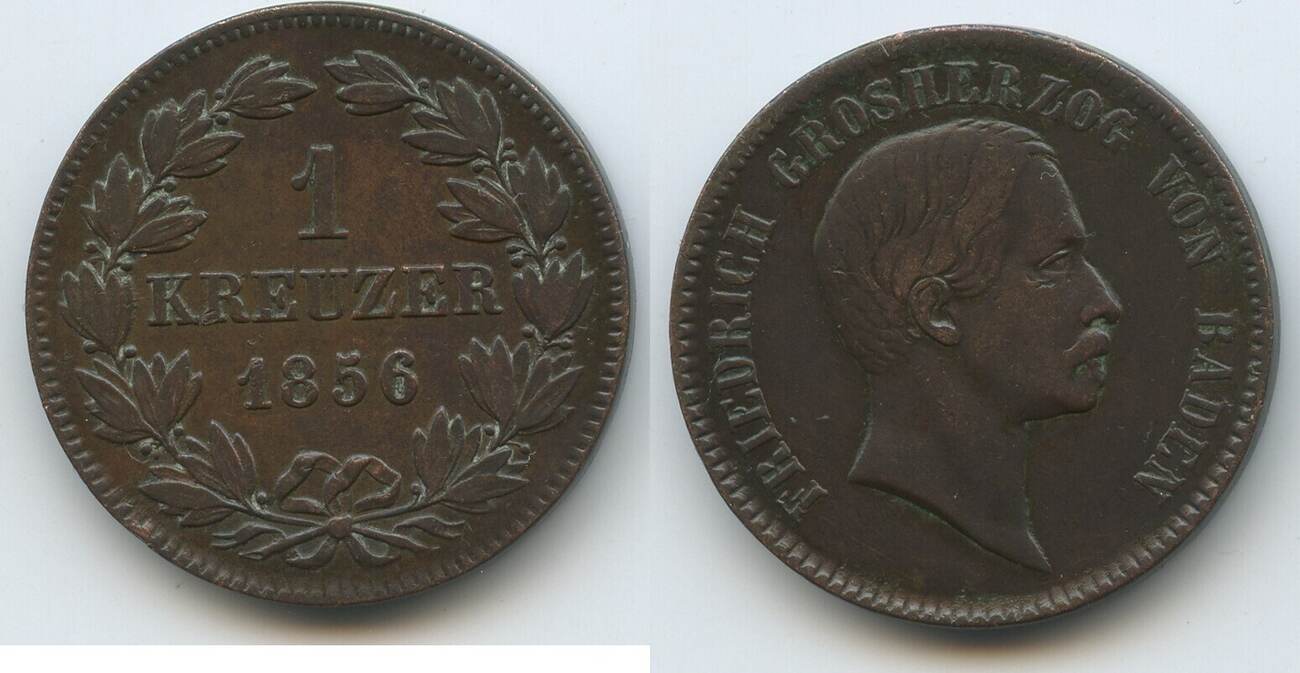 1
KREUZER
1856
FRIEDRICH GROSHERZOG VON BADEN